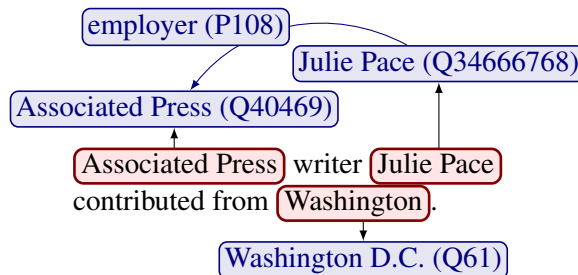 employer (P108)
Julie Pace (Q34666768)
Associated Press (Q40469)
Associated Press writer Julie Pace
contributed from Washington.
Washington D.C. (Q61)